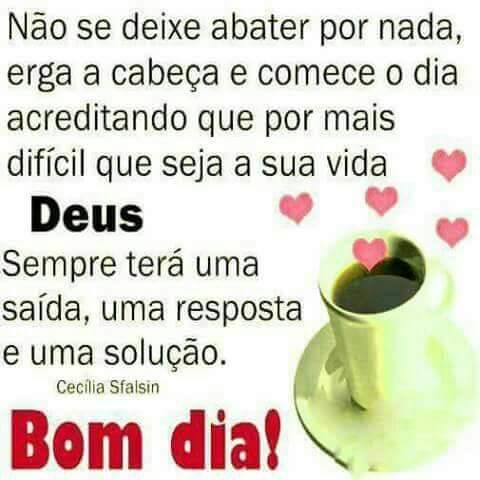 Não se deixe abater por nada,
erga a cabeça e comece o dia
acreditando que por mais
difícil que seja a sua vida
Deus
Sempre terá uma
saída, uma resposta
e uma solução.
Cecília Sfalsin
Bom dia!